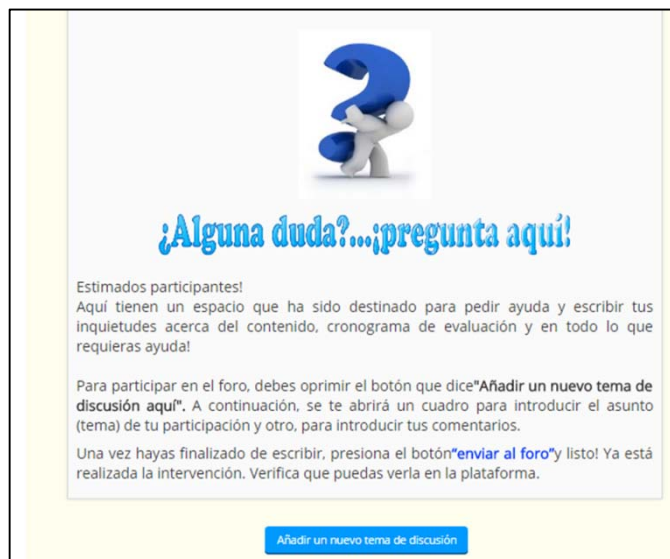 ¿Alguna duda?...¡pregunta aquí!
Estimados participantes!
Aquí tienen un espacio que ha sido destinado para pedir ayuda y escribir tus
inquietudes acerca del contenido, cronograma de evaluación y en todo lo que
requieras ayuda!
Para participar en el foro, debes oprimir el botón que dice"Añadir un nuevo tema de
discusión aquí". A continuación, se te abrirá un cuadro para introducir el asunto
(tema) de tu participación y otro, para introducir tus comentarios.
Una vez hayas finalizado de escribir, presiona el botón“enviar al foro”y listo! Ya está
realizada la intervención. Verifica que puedas verla en la plataforma.
Añadir un nuevo tema de discusión